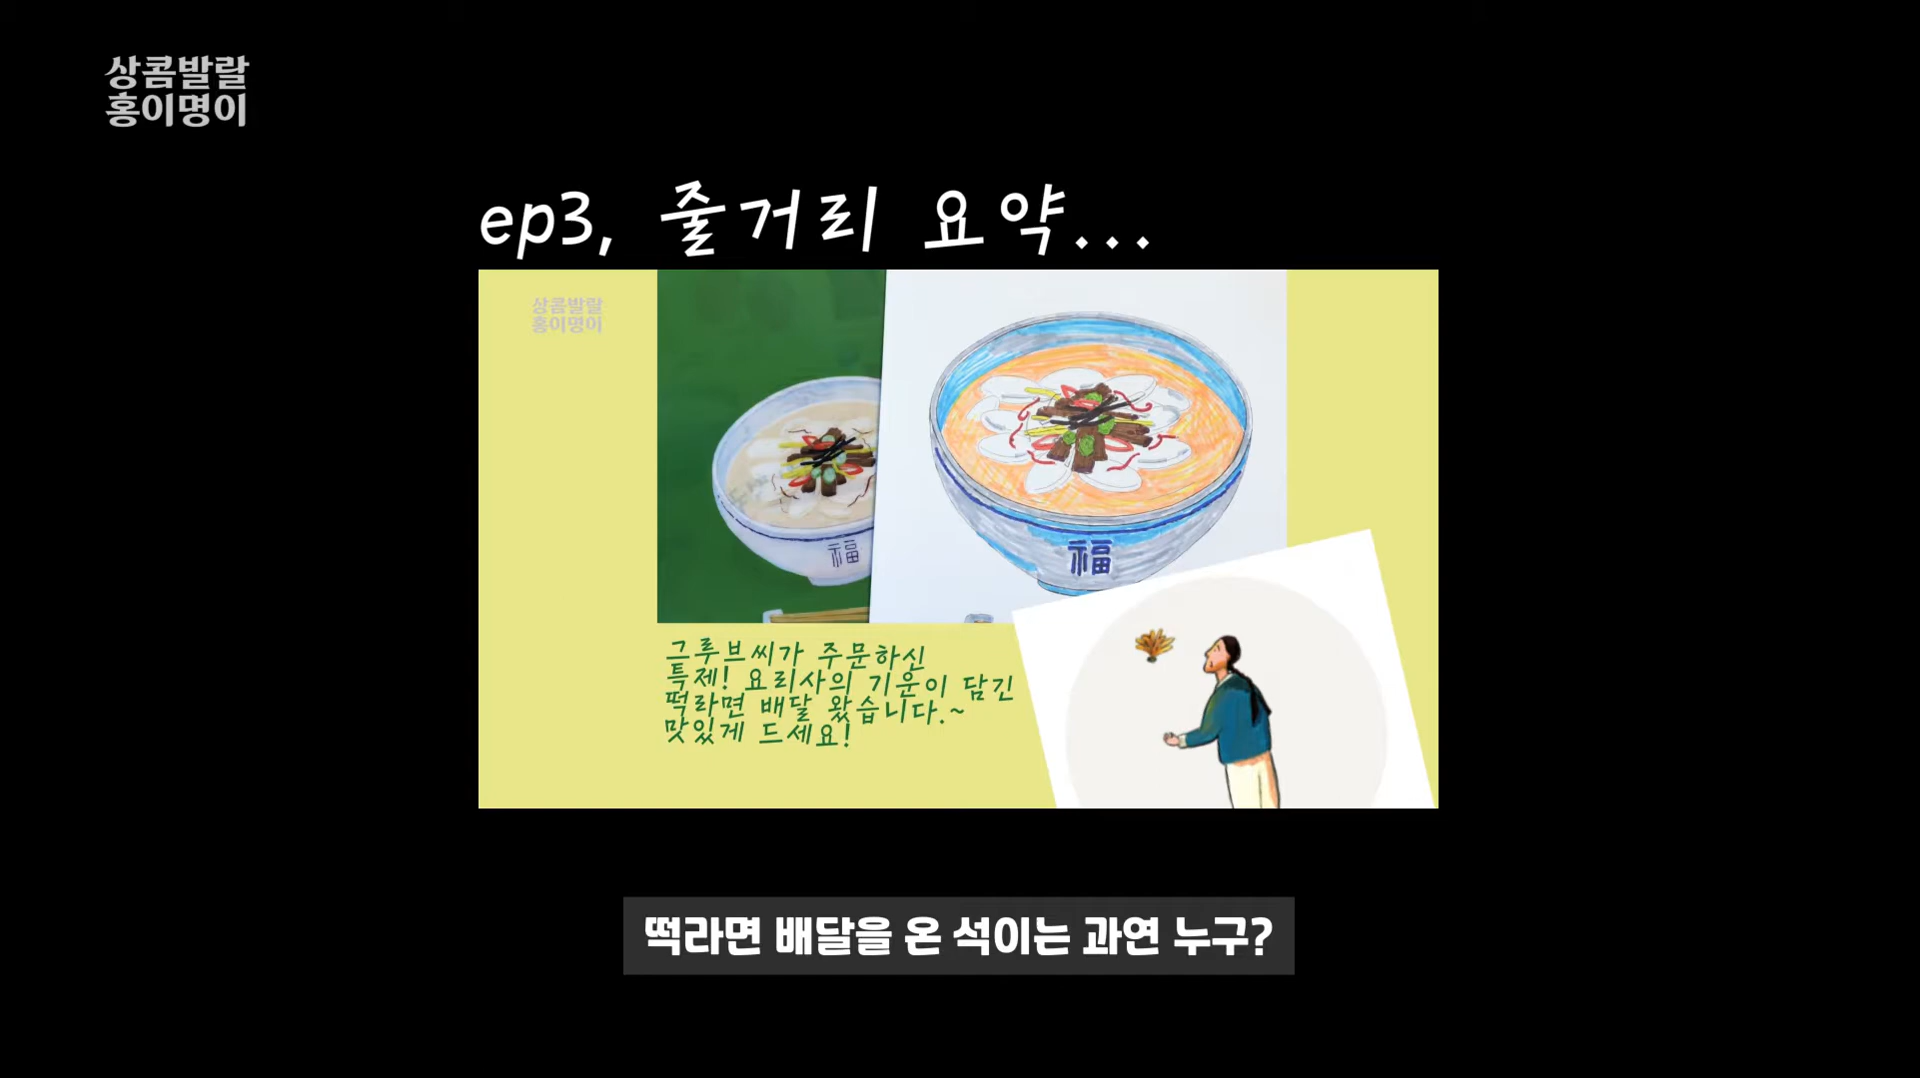 상콤발랄
홍이명이
ep3, 줄거리 요약...
상콤발랄
홍이명이
福
福
그루브씨가 주문하신
특제! 요리사의 기운이 담긴
떡라면 배달 왔습니다.~
맛있게 드세요!
떡라면 배달을 온 석이는 과연 누구?